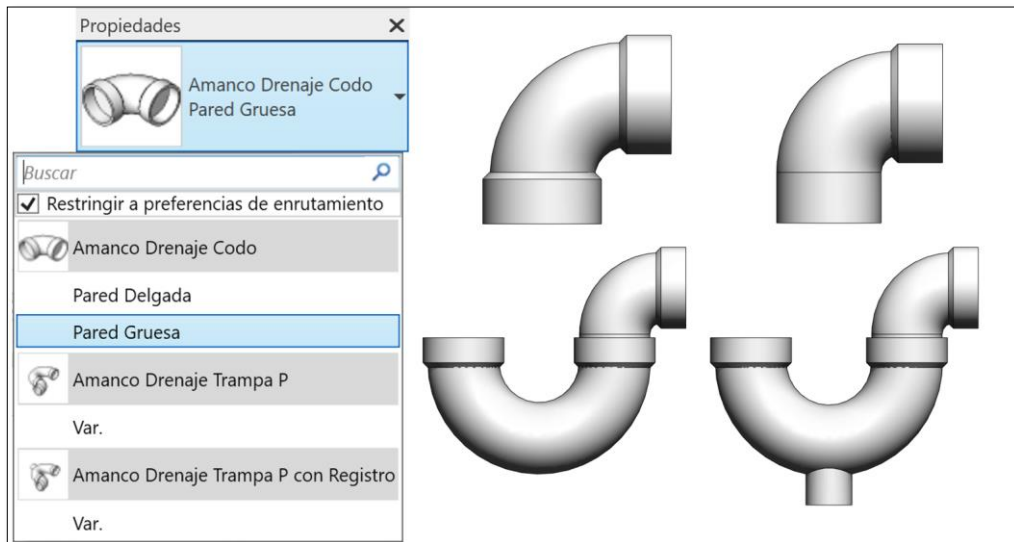 Propiedades
Amanco Drenaje Codo
Pared Gruesa
Buscar
Restringir a preferencias de enrutamiento
Amanco Drenaje Codo
Pared Delgada
Pared Gruesa
Amanco Drenaje Trampa P
Var.
Amanco Drenaje Trampa P con Registro
Var.